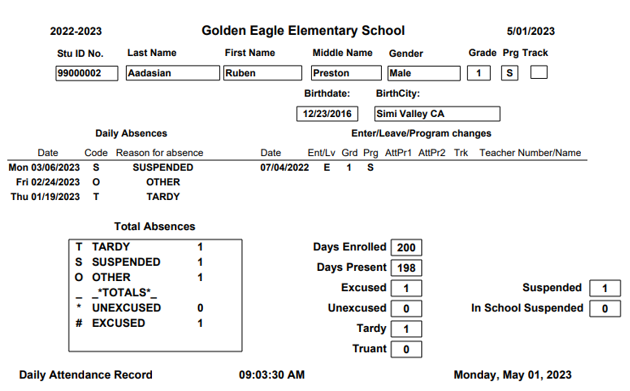 2022-2023 Golden Eagle Elementary School 5/01/2023
Stu ID No. Last Name First Name Middle Name Gender Grade Prg Track
99000002 Aadasian Ruben Preston Male 1 S
Birthdate: BirthCity:
12/23/2016 Simi Valley CA
Daily Absences Enter/Leave/Program changes
Date Code Reason for absence Date Ent/Lv Grd Prg AttPr1 AttPr2 Trk Teacher Number/Name
Mon 03/06/2023 S SUSPENDED 07/04/2022 E 1 S
Fri 02/24/2023 O OTHER
Thu 01/19/2023 T TARDY
Total Absences
T TARDY 1
S SUSPENDED 1
O OTHER 1
_ _*TOTALS*_
* UNEXCUSED 0
# EXCUSED 1
Days Enrolled 200
Days Present 198
Excused 1
Unexcused 0
Tardy 1
Truant 0
Suspended 1
In School Suspended 0
Daily Attendance Record 09:03:30 AM Monday, May 01, 2023